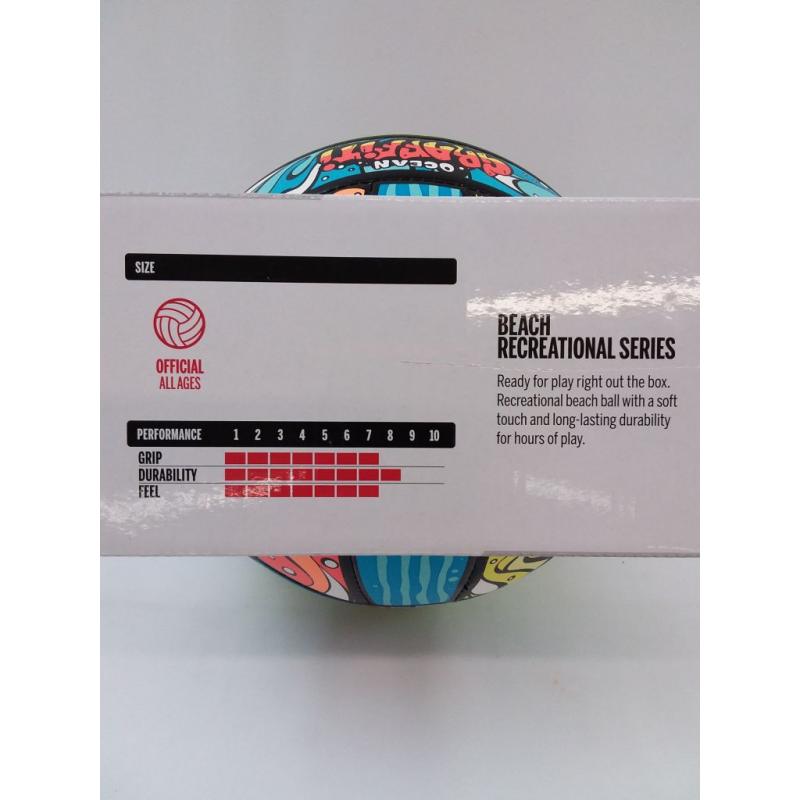 OCEAN
GRAFFITI
SIZE
OFFICIAL
ALL AGES
BEACH
RECREATIONAL SERIES
Ready for play right out the box.
Recreational beach ball with a soft
touch and long-lasting durability
for hours of play.
PERFORMANCE 1 2 3 4 5 6 7 8 9 10
GRIP
DURABILITY
FEEL